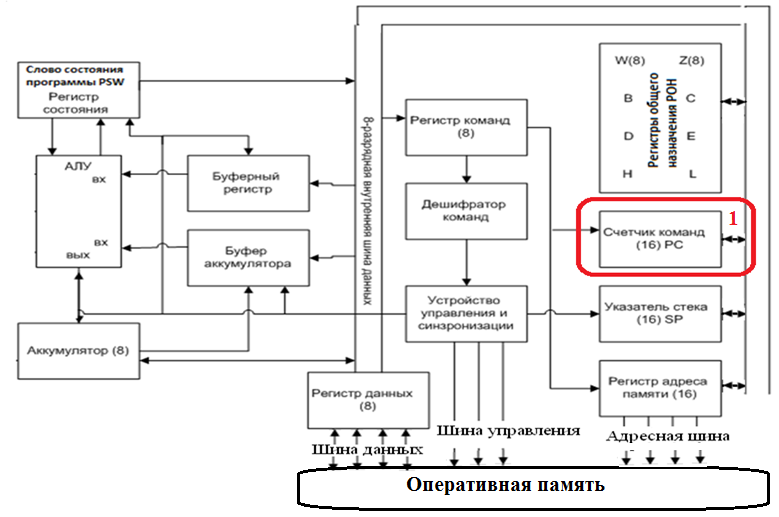 Слово состояния
программы PSW
Регистр
состояния
АЛУ
вх
вх
вых
Буферный
регистр
Буфер
аккумулятора
Аккумулятор (8)
8-разрядная внутренняя шина данных
Регистр команд
(8)
Дешифратор
команд
Устройство
управления и
синхронизации
Регистр данных
(8)
W(8) Z(8)
B C
D E
H L
Регистры общего
назначения РОН
1
Счетчик команд
(16) PC
Указатель стека
(16) SP
Регистр адреса
памяти (16)
Шина данных
Шина управления
Адресная шина
Оперативная память